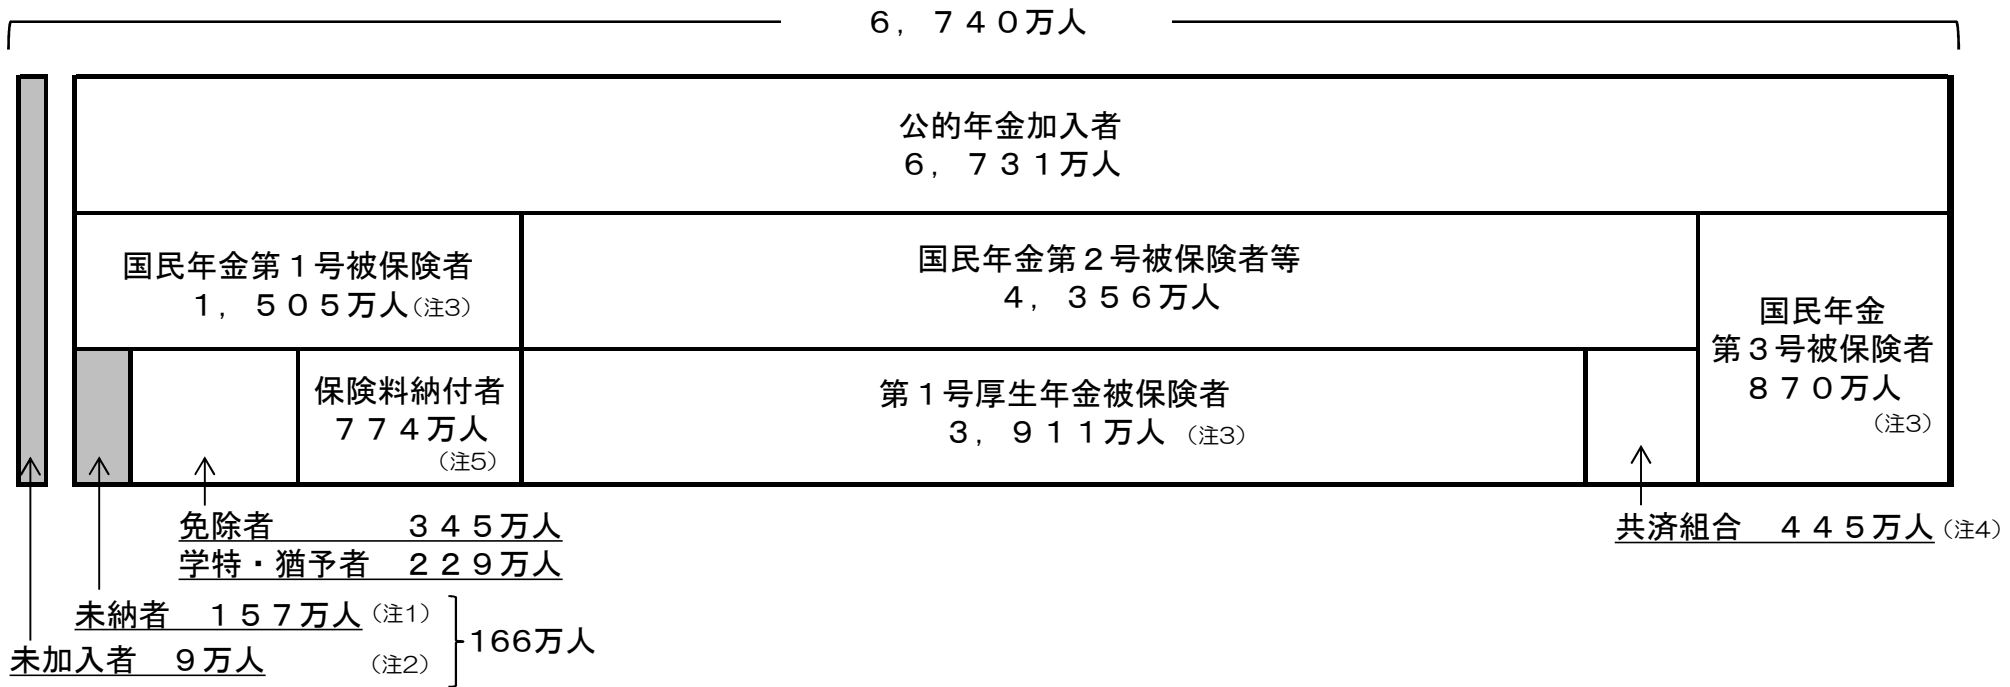 ６，７４０万人
公的年金加入者
６，７３１万人
国民年金第１号被保険者
１，５０５万人（注3）
国民年金第２号被保険者等
４，３５６万人
国民年金
第３号被保険者
８７０万人
（注3）
保険料納付者
７７４万人
（注5）
第１号厚生年金被保険者
３，９１１万人（注3）
免除者　３４５万人
学特・猶予者　２２９万人
共済組合　４４５万人（注4）
未納者　１５７万人（注1）
未加入者　９万人（注2）
166万人